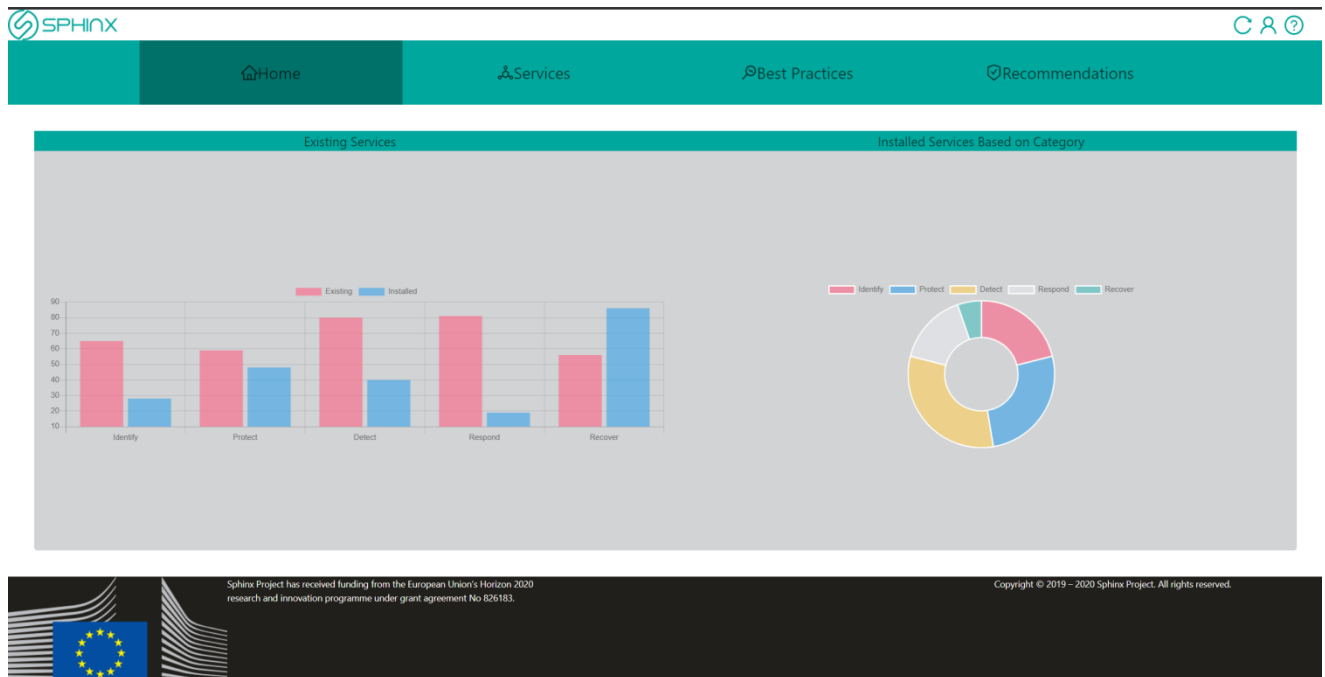 SPHINX
Home
Services
Best Practices
Recommendations
Existing Services
Installed Services Based on Category
Existing
Installed
90
80
70
60
50
40
30
20
10
Identify
Protect
Detect
Respond
Recover
Identify
Protect
Detect
Respond
Recover
Sphinx Project has received funding from the European Union's Horizon 2020
research and innovation programme under grant agreement No 826183.
Copyright © 2019 – 2020 Sphinx Project. All rights reserved.